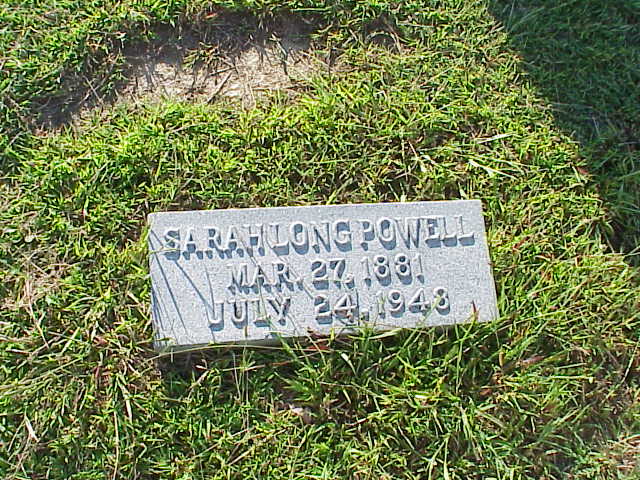 SARAH LONG POWELL
MAR. 27, 1881
JULY 24, 1948